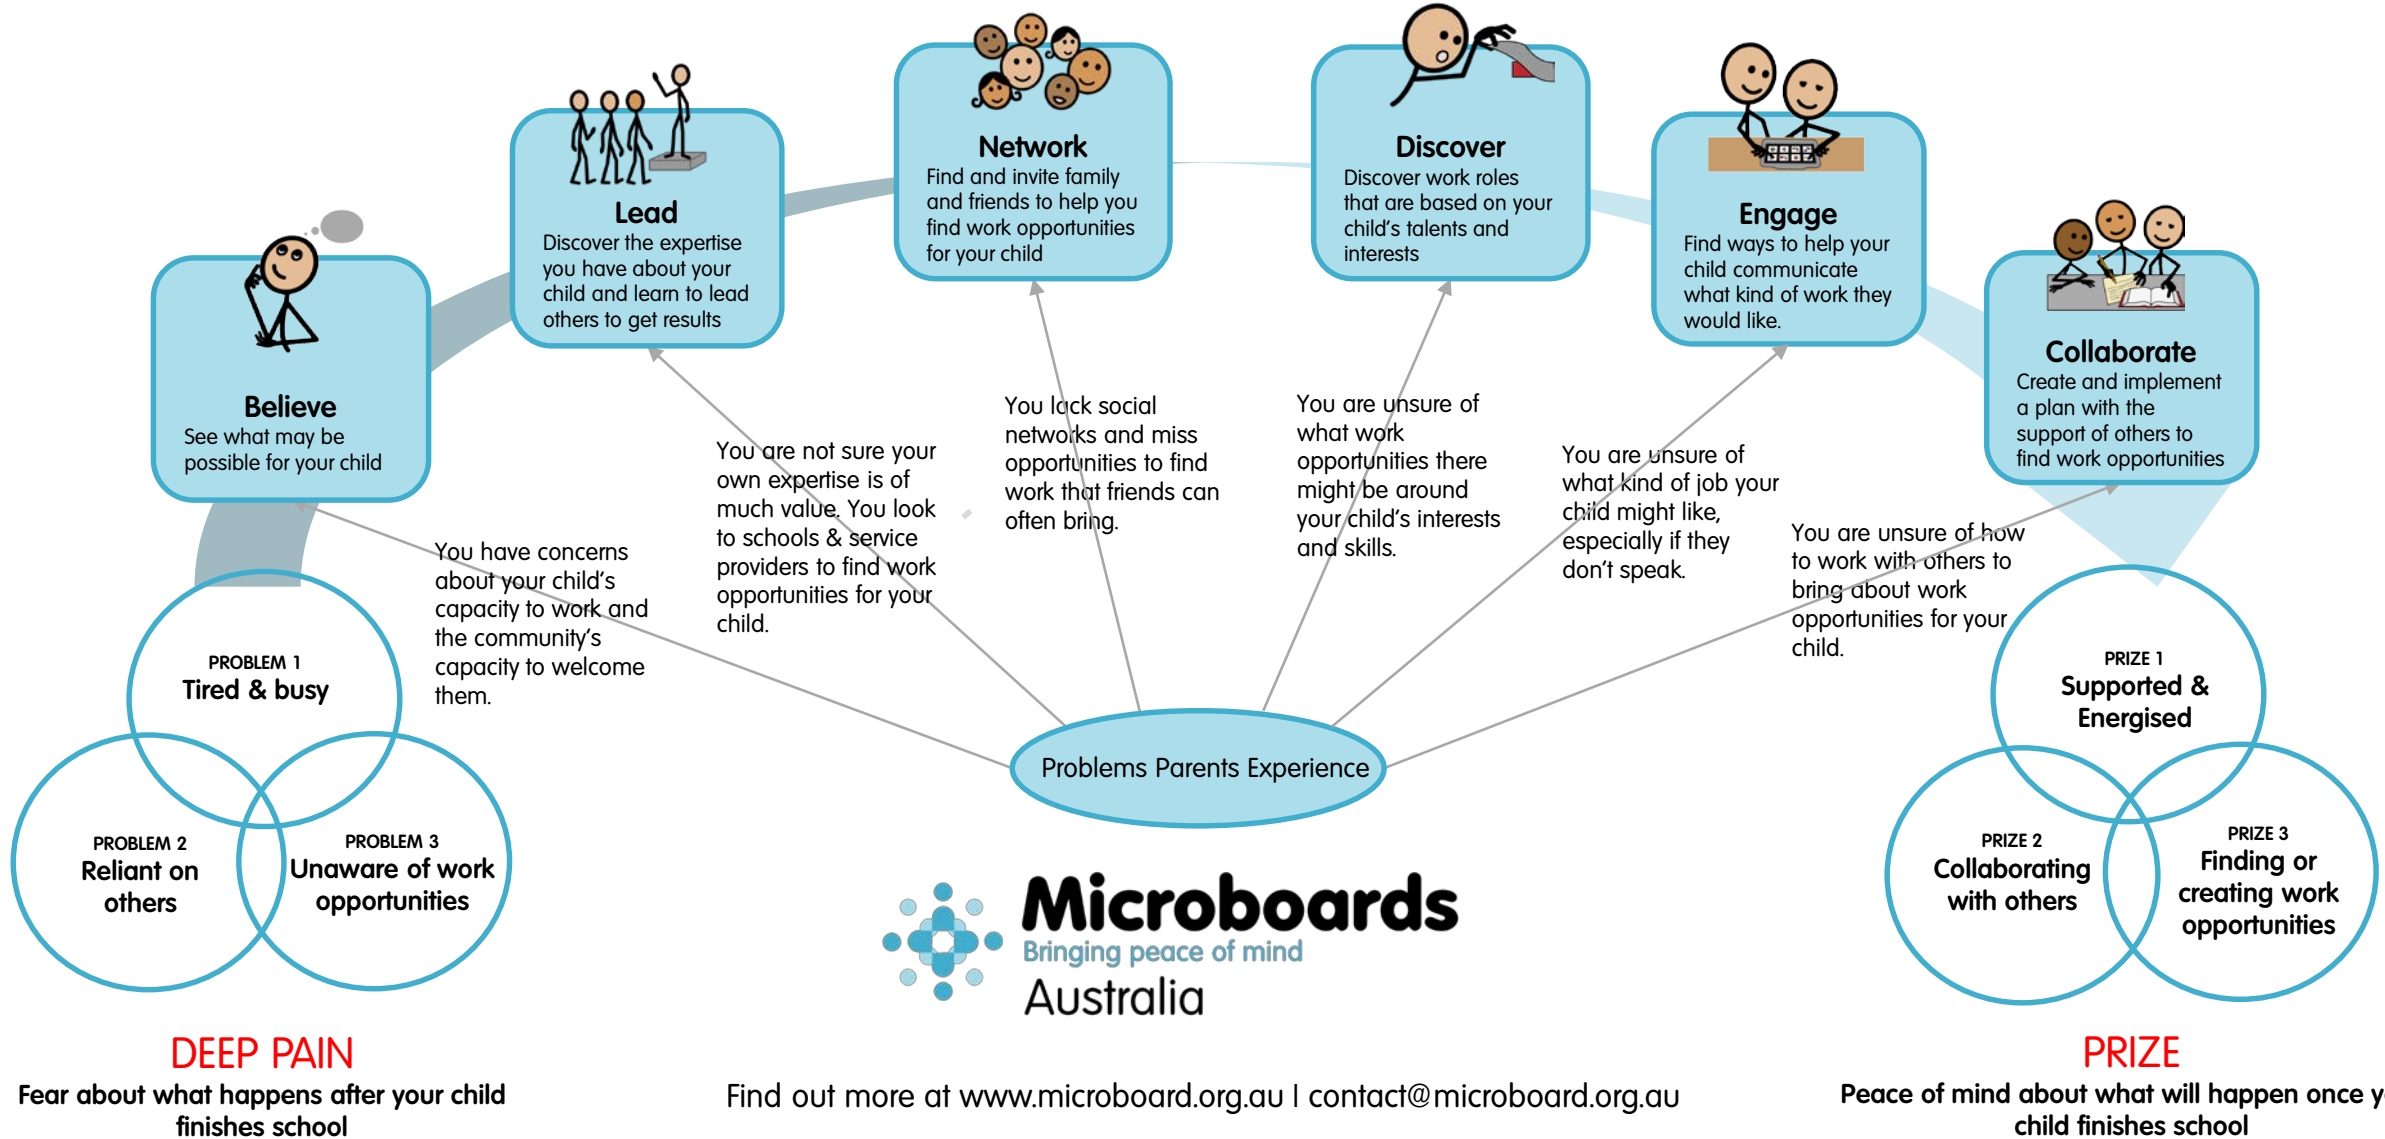 Believe
See what may be
possible for your child
Lead
Discover the expertise
you have about your
child and learn to lead
others to get results
Network
Find and invite family
and friends to help you
find work opportunities
for your child
Discover
Discover work roles
that are based on your
child's talents and
interests
Engage
Find ways to help your
child communicate
what kind of work they
would like.
Collaborate
Create and implement
a plan with the
support of others to
find work opportunities
You have concerns
about your child's
capacity to work and
the community's
capacity to welcome
them.
You are not sure your
own expertise is of
much value. You look
to schools & service
providers to find work
opportunities for your
child.
You lack social
networks and miss
opportunities to find
work that friends can
often bring.
You are unsure of
what work
opportunities there
might be around
your child's interests
and skills.
You are unsure of
what kind of job your
child might like,
especially if they
don't speak.
You are unsure of how
to work with others to
bring about work
opportunities for your
child.
Problems Parents Experience
PROBLEM 1
Tired & busy
PROBLEM 2
Reliant on
others
PROBLEM 3
Unaware of work
opportunities
DEEP PAIN
Fear about what happens after your child
finishes school
Microboards
Bringing peace of mind
Australia
Find out more at www.microboard.org.au | contact@microboard.org.au
PRIZE 1
Supported &
Energised
PRIZE 2
Collaborating
with others
PRIZE 3
Finding or
creating work
opportunities
PRIZE
Peace of mind about what will happen once
child finishes school